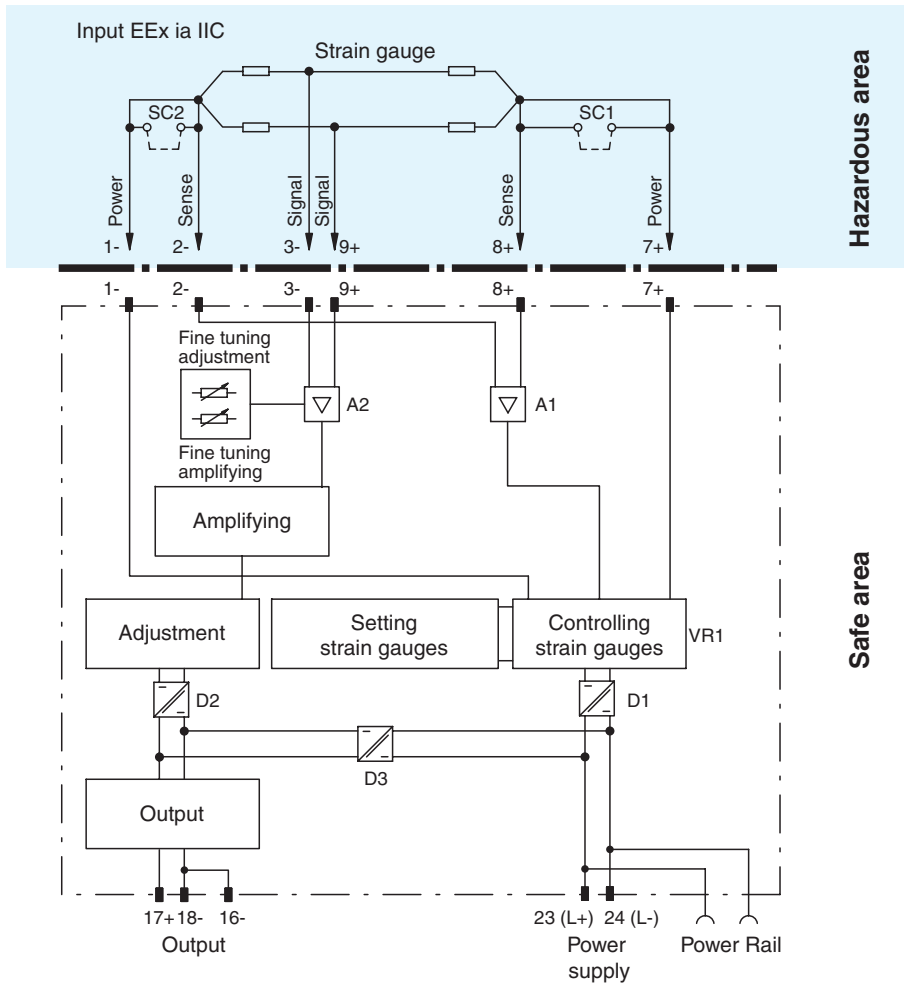 Input EEx ia IIC
Strain gauge
SC2
SC1
Power
Sense
Signal
Signal
Sense
Power
1-
2-
3-
9+
8+
7+
Hazardous area
1-
2-
3-
9+
8+
7+
Fine tuning
adjustment
A2
A1
Fine tuning
amplifying
Amplifying
Adjustment
Setting
strain gauges
Controlling
strain gauges
VR1
D2
D1
D3
Output
Safe area
17+
18-
16-
23 (L+)
24 (L-)
Output
Power
supply
Power Rail